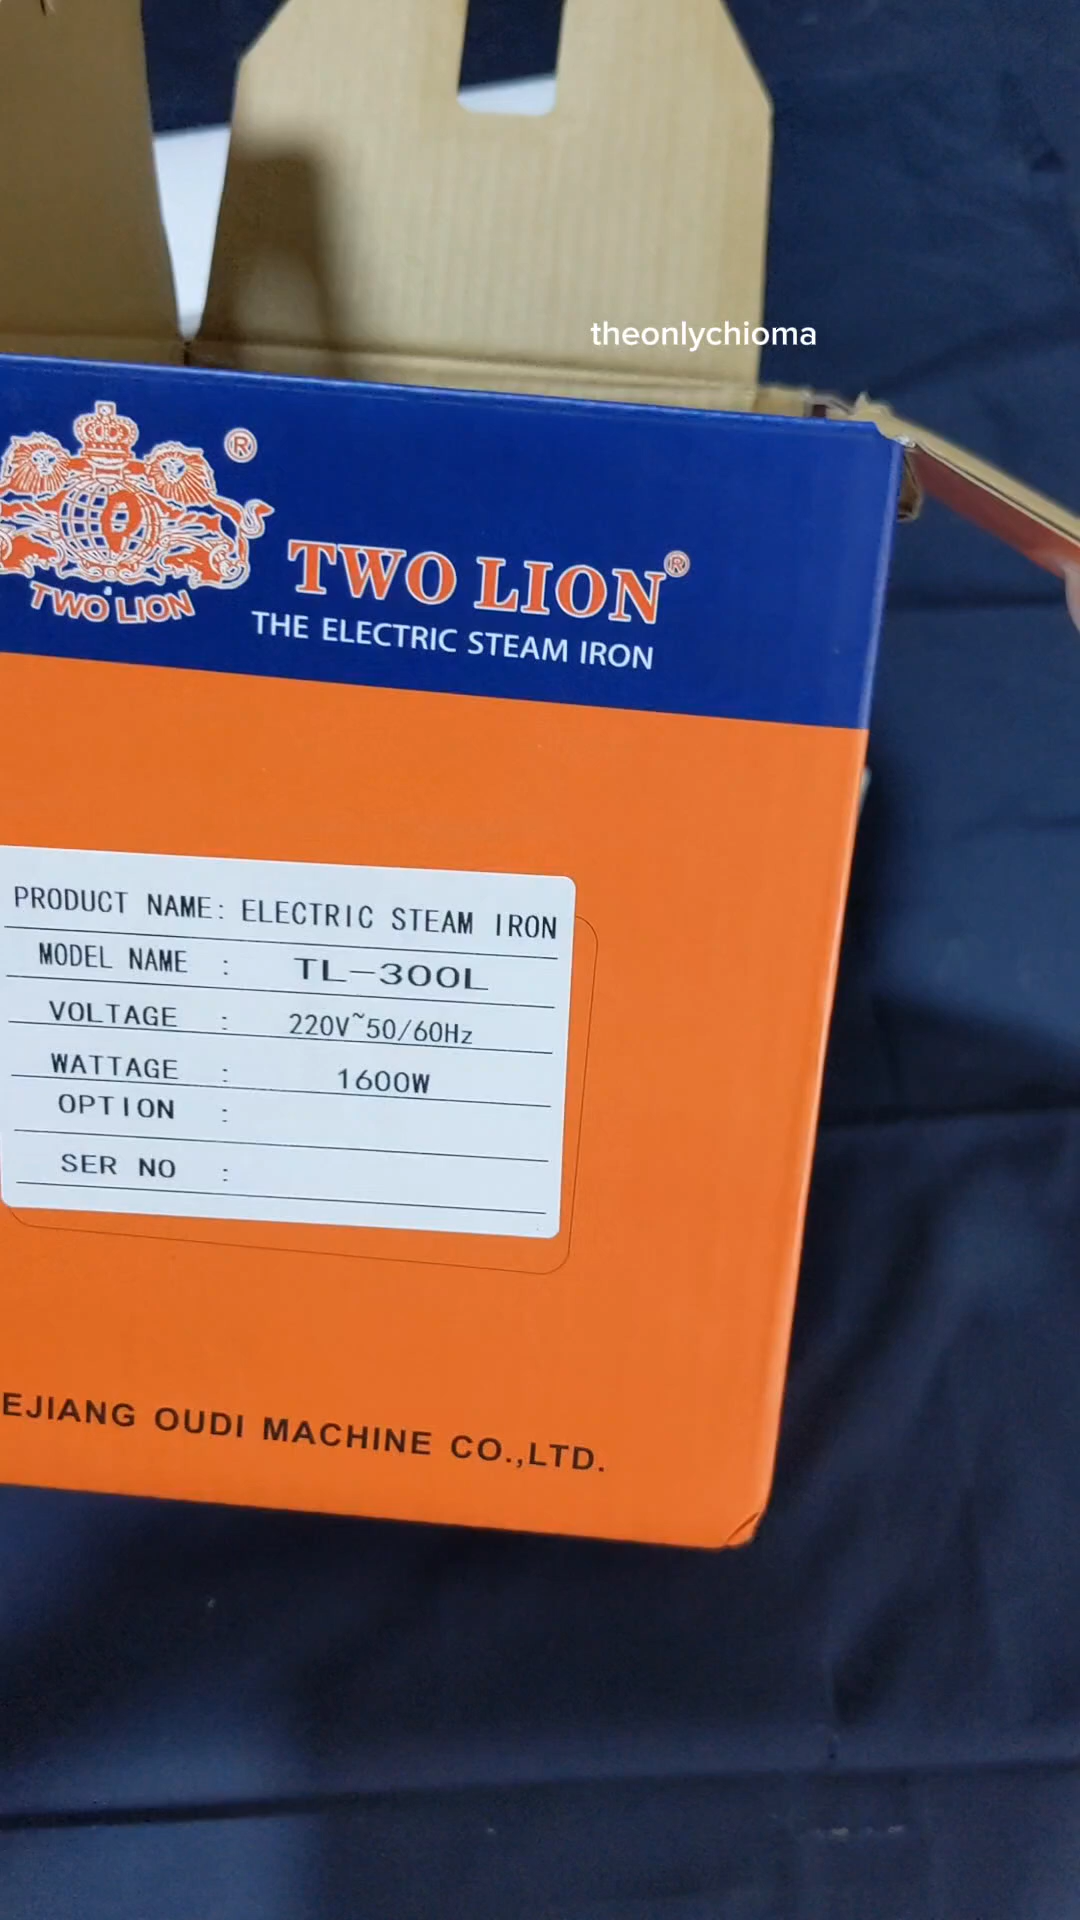 theonlychioma
®
TWO LION
TWO LION®
THE ELECTRIC STEAM IRON
PRODUCT NAME: ELECTRIC STEAM IRON
MODEL NAME : TL-300L
VOLTAGE : 220V~50/60Hz
WATTAGE : 1600W
OPTION :
SER NO :
EJIANG OUDI MACHINE CO.,LTD.